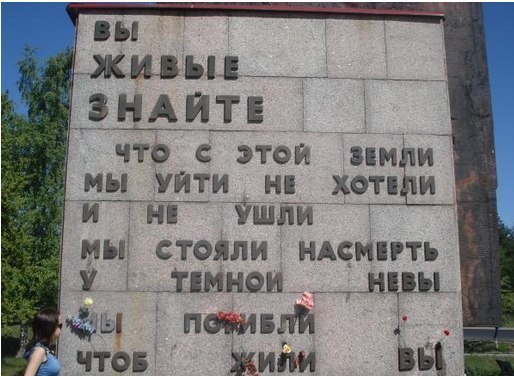 ВЫ
ЖИВЫЕ
ЗНАЙТЕ
ЧТО С ЭТОЙ ЗЕМЛИ
МЫ УЙТИ НЕ ХОТЕЛИ
И НЕ УШЛИ
МЫ СТОЯЛИ НАСМЕРТЬ
У ТЕМНОЙ НЕВЫ
МЫ ПОГИБЛИ
ЧТОБ ЖИЛИ ВЫ